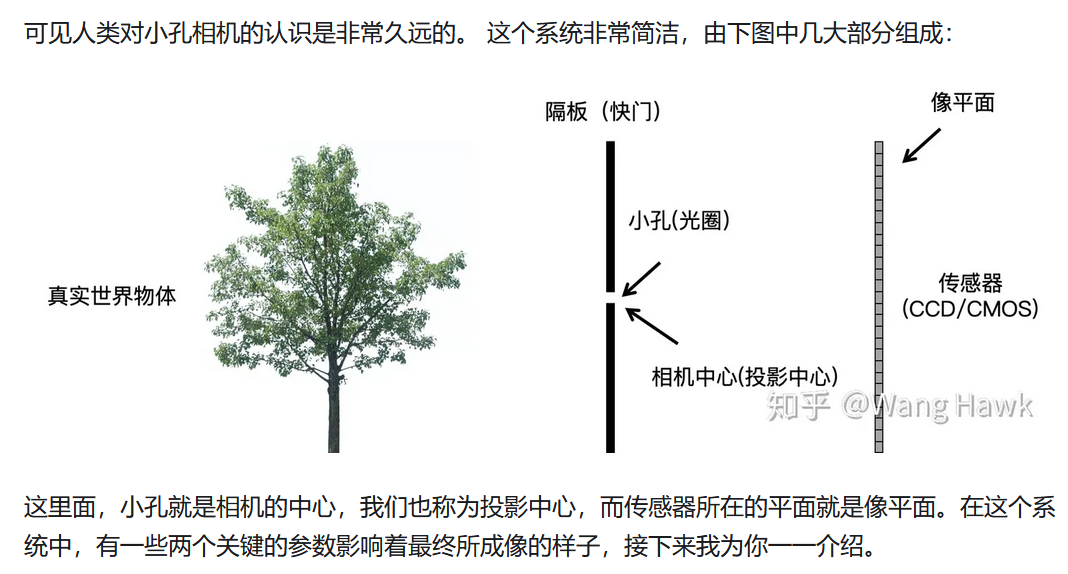 可见人类对小孔相机的认识是非常久远的。 这个系统非常简洁，由下图中几大部分组成：
隔板（快门）
像平面
小孔(光圈)
真实世界物体
传感器
(CCD/CMOS)
相机中心(投影中心)
知乎 @Wang Hawk
这里面，小孔就是相机的中心，我们也称为投影中心，而传感器所在的平面就是像平面。在这个系
统中，有一些两个关键的参数影响着最终所成像的样子，接下来我为你一一介绍。